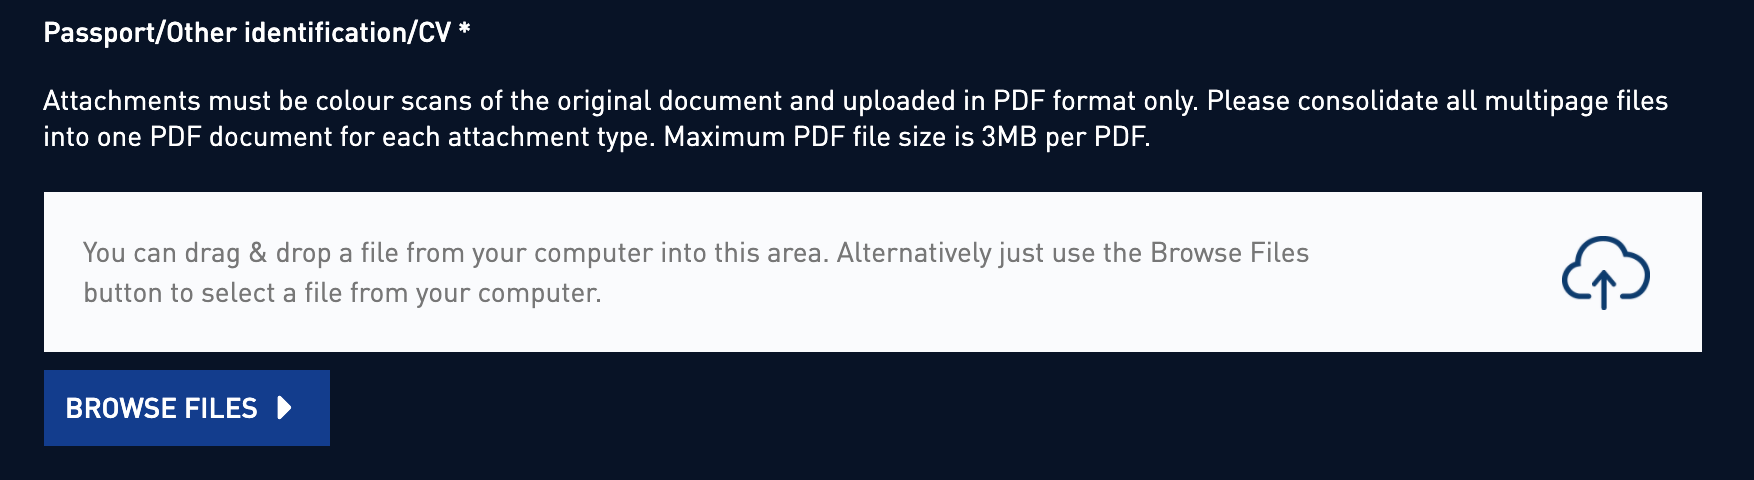 Passport/Other identification/CV *
Attachments must be colour scans of the original document and uploaded in PDF format only. Please consolidate all multipage files
into one PDF document for each attachment type. Maximum PDF file size is 3MB per PDF.
You can drag & drop a file from your computer into this area. Alternatively just use the Browse Files
button to select a file from your computer.
BROWSE FILES